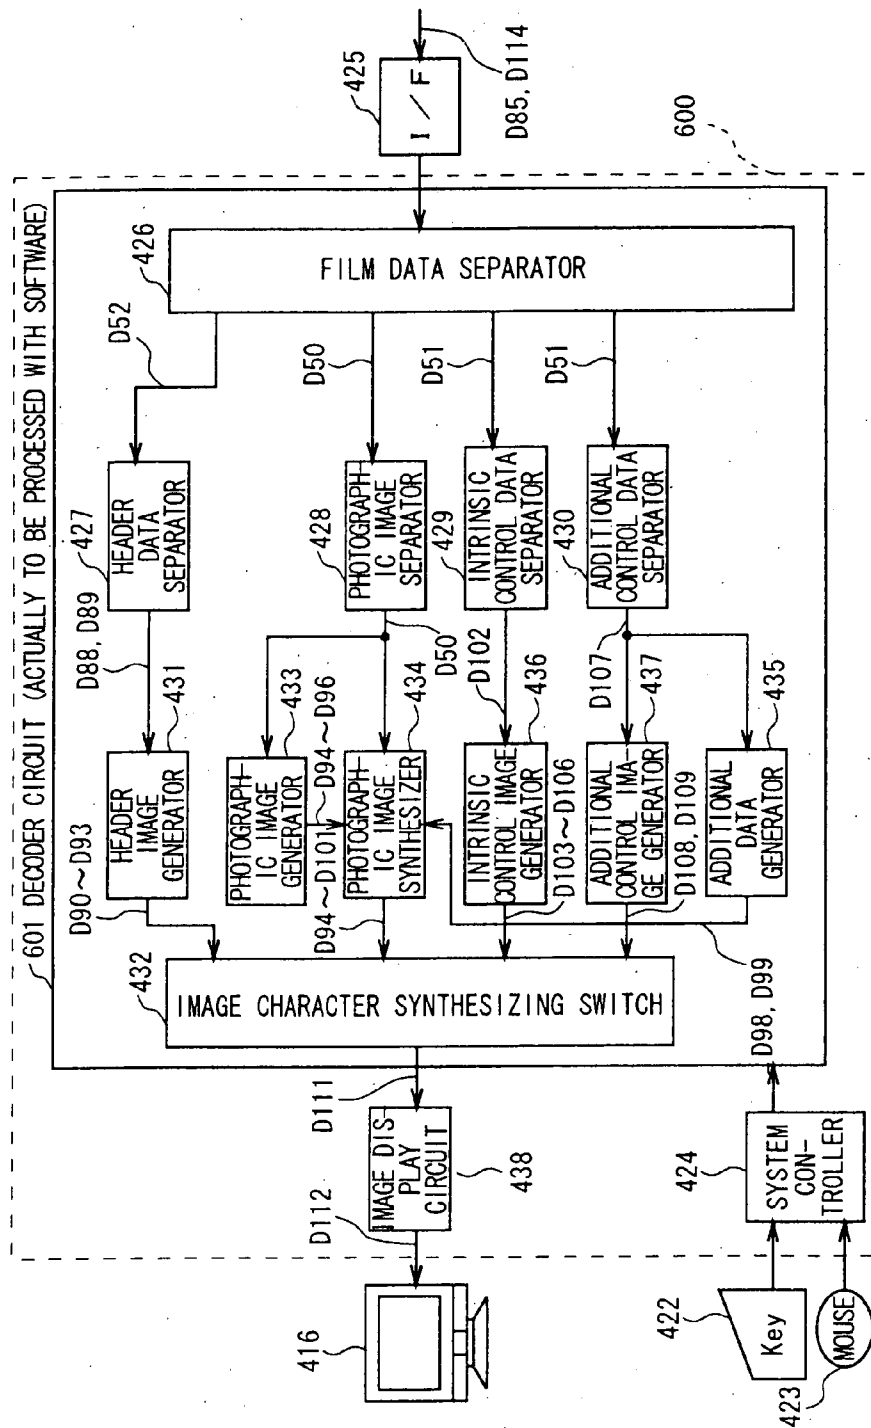 601 DECODER CIRCUIT (ACTUALLY TO BE PROCESSED WITH SOFTWARE)
600
425
I / F
D85, D114
426
FILM DATA SEPARATOR
D52
D50
D51
D51
427
HEADER
DATA
SEPARATOR
428
PHOTOGRAPH-
IC IMAGE
SEPARATOR
429
INTRINSIC
CONTROL DATA
SEPARATOR
430
ADDITIONAL
CONTROL DATA
SEPARATOR
D88, D89
D50
D102
D107
431
HEADER
IMAGE
GENERATOR
433
PHOTOGRAPH-
IC IMAGE
GENERATOR
D94~D96
434
PHOTOGRAPH-
IC IMAGE
SYNTHESIZER
436
INTRINSIC
CONTROL IMAGE
GENERATOR
437
ADDITIONAL
CONTROL IMA-
GE GENERATOR
435
ADDITIONAL
DATA
GENERATOR
D90~D93
D94~D101
D103~D106
D108, D109
D98, D99
432
IMAGE CHARACTER SYNTHESIZING SWITCH
D111
IMAGE DIS-
PLAY
CIRCUIT
438
D112
416
424
SYSTEM
CON-
TROLLER
422
Key
423
MOUSE